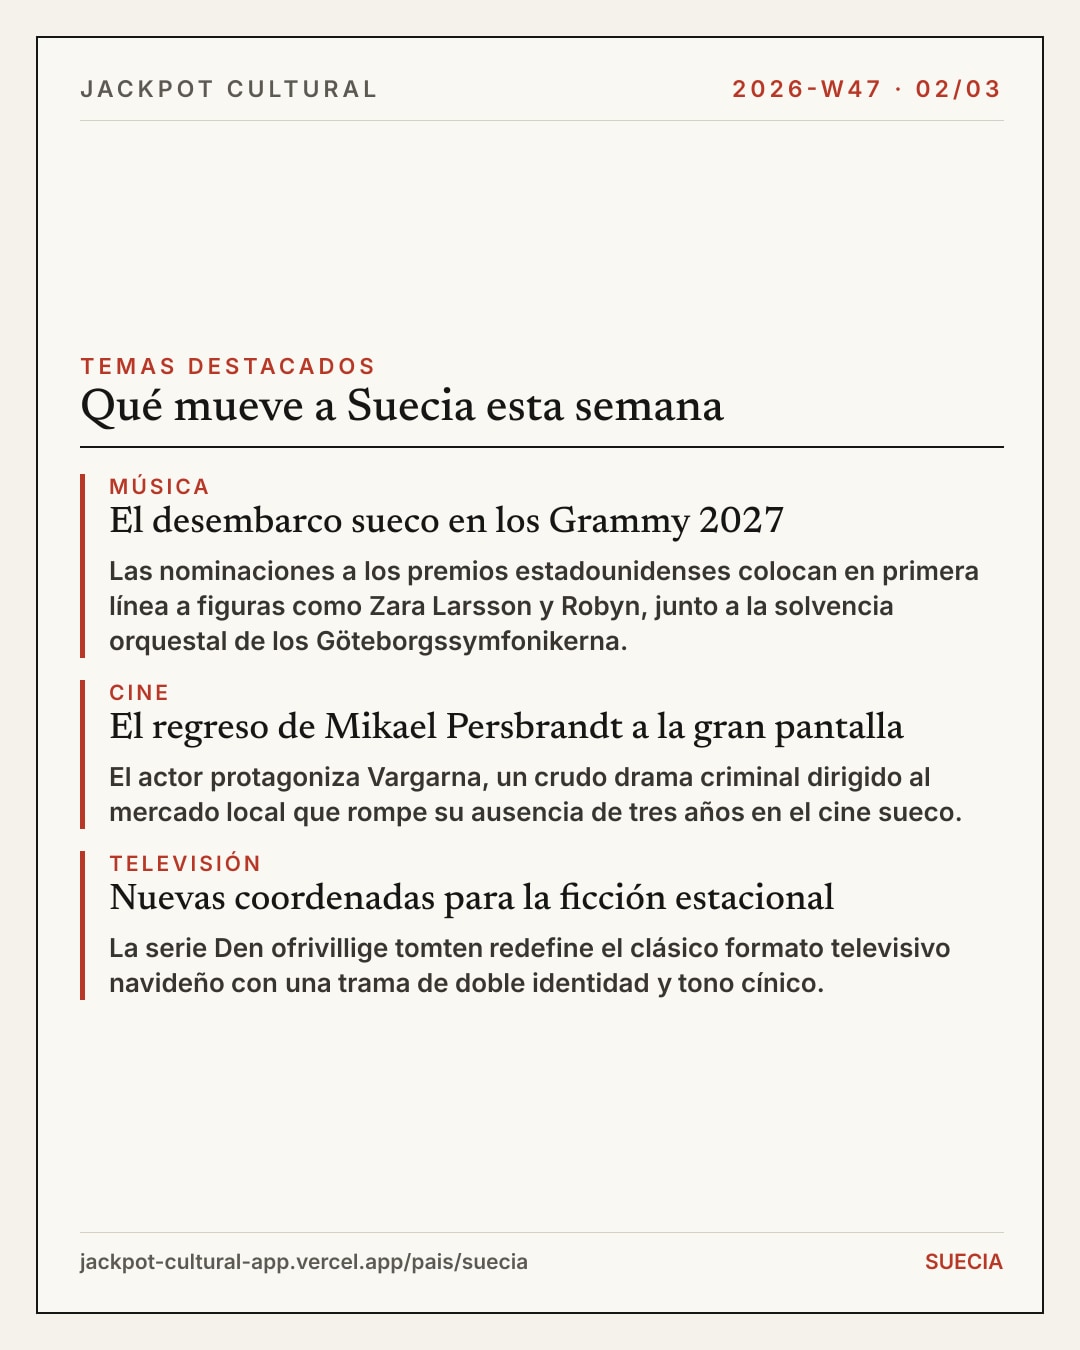 JACKPOT CULTURAL
2026-W47 · 02/03
TEMAS DESTACADOS
Qué mueve a Suecia esta semana
MÚSICA
El desembarco sueco en los Grammy 2027
Las nominaciones a los premios estadounidenses colocan en primera
línea a figuras como Zara Larsson y Robyn, junto a la solvencia
orquestal de los Göteborgssymfonikerna.
CINE
El regreso de Mikael Persbrandt a la gran pantalla
El actor protagoniza Vargarna, un crudo drama criminal dirigido al
mercado local que rompe su ausencia de tres años en el cine sueco.
TELEVISIÓN
Nuevas coordenadas para la ficción estacional
La serie Den ofrivillige tomten redefine el clásico formato televisivo
navideño con una trama de doble identidad y tono cínico.
jackpot-cultural-app.vercel.app/pais/suecia
SUECIA